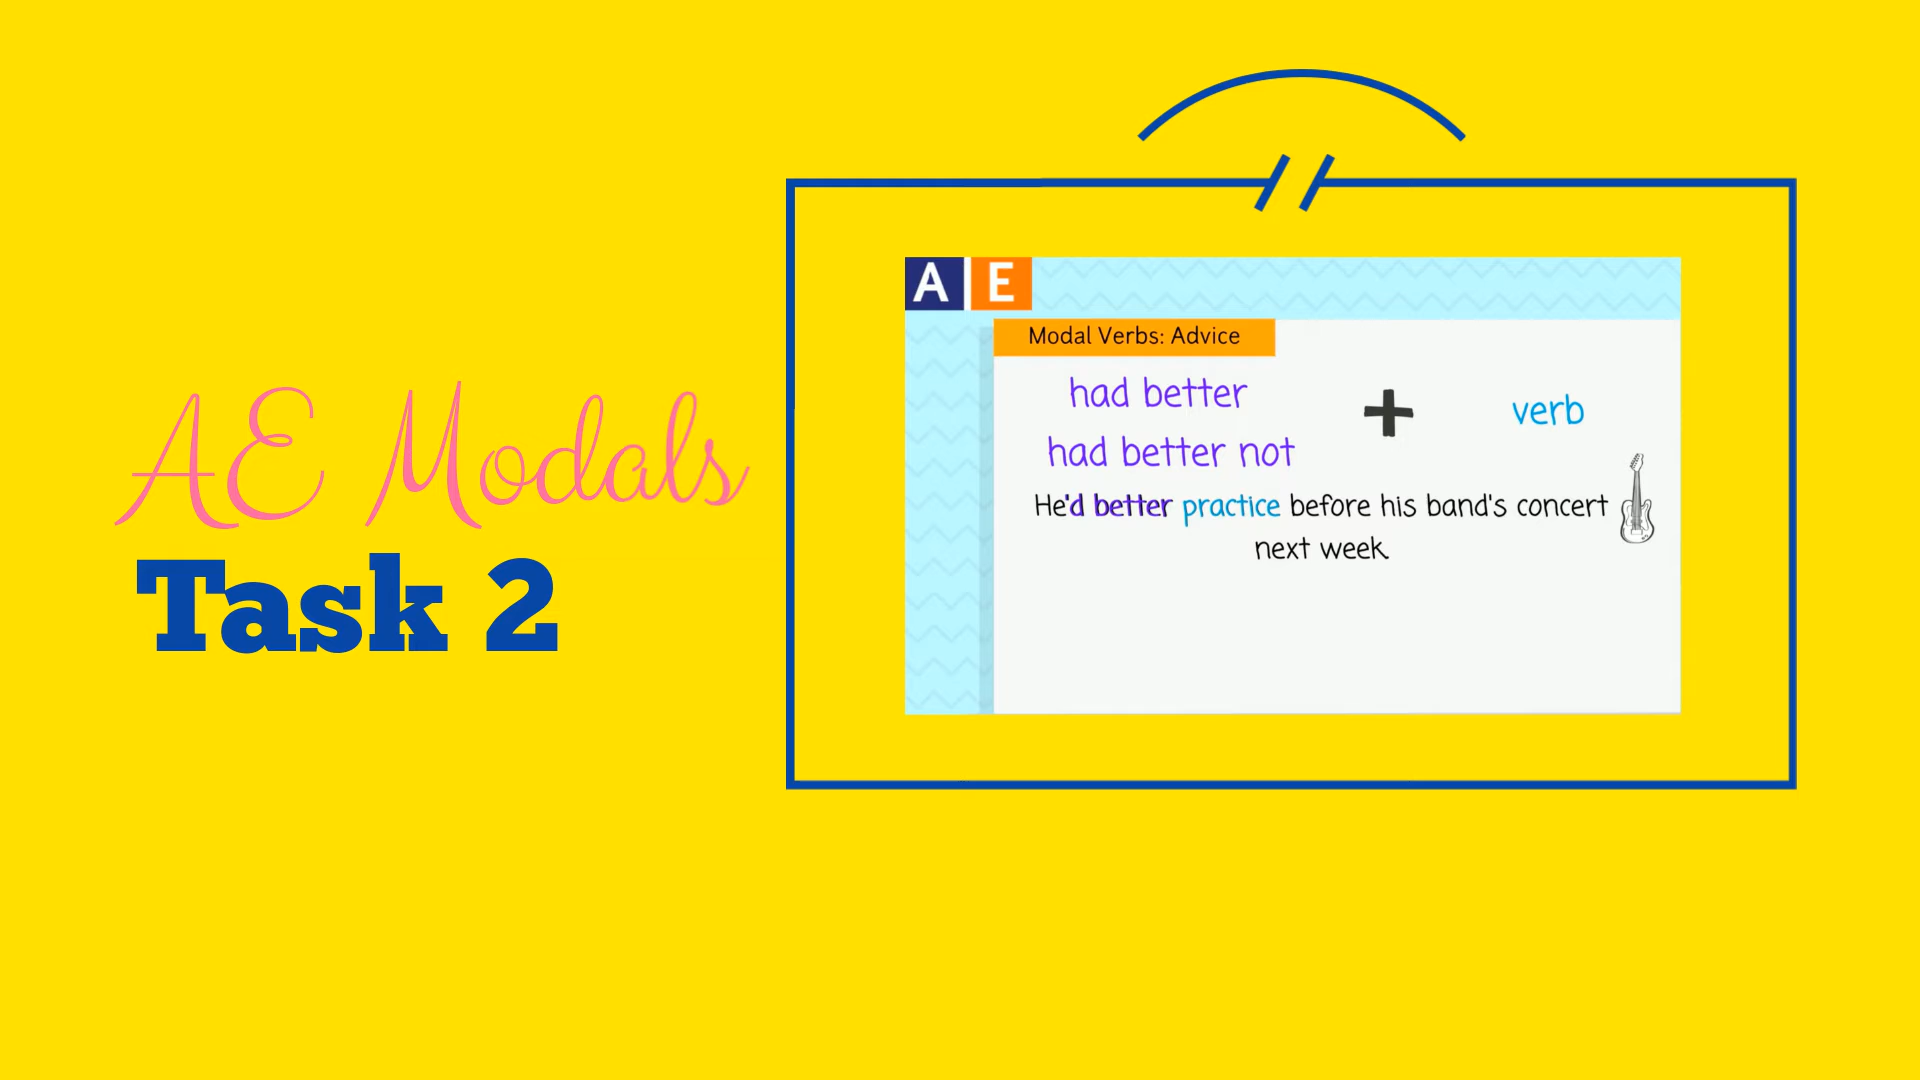 AE Modals
Task 2
A E
Modal Verbs: Advice
had better
had better not
+
verb
He'd better practice before his band's concert
next week.